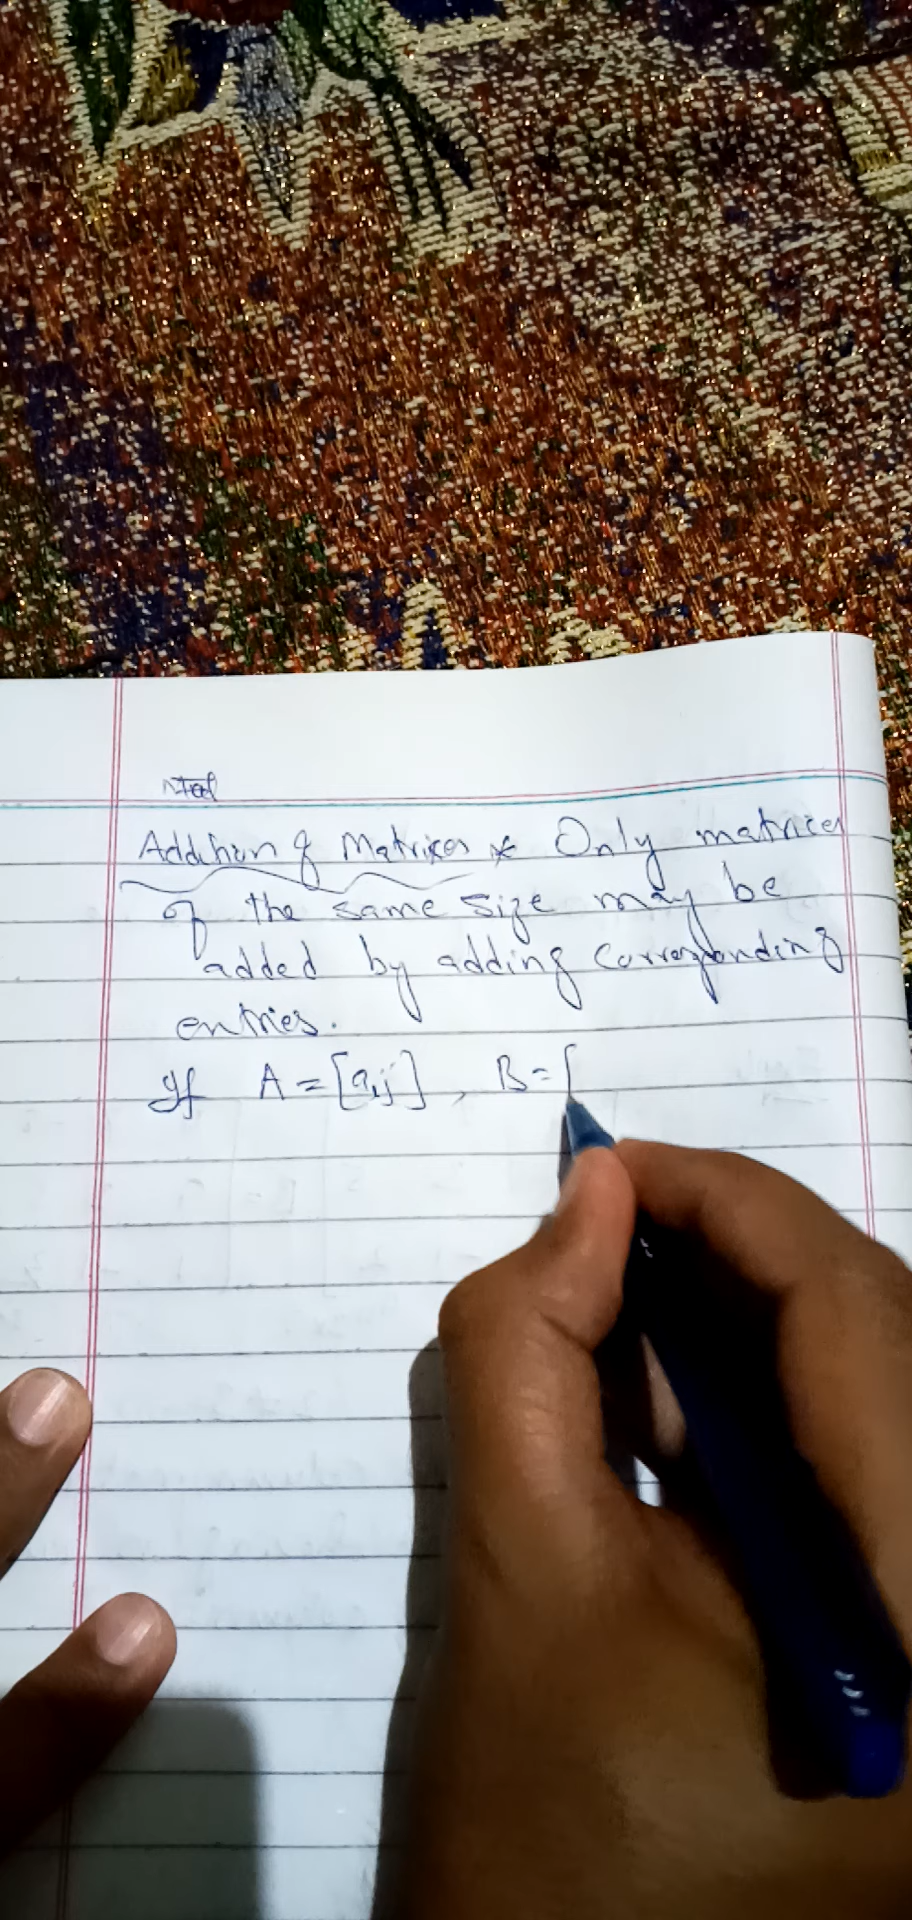 Addition of Matrices * Only matrices
of the same size may be
added by adding corresponding
entries.
If A = [aij], B = [